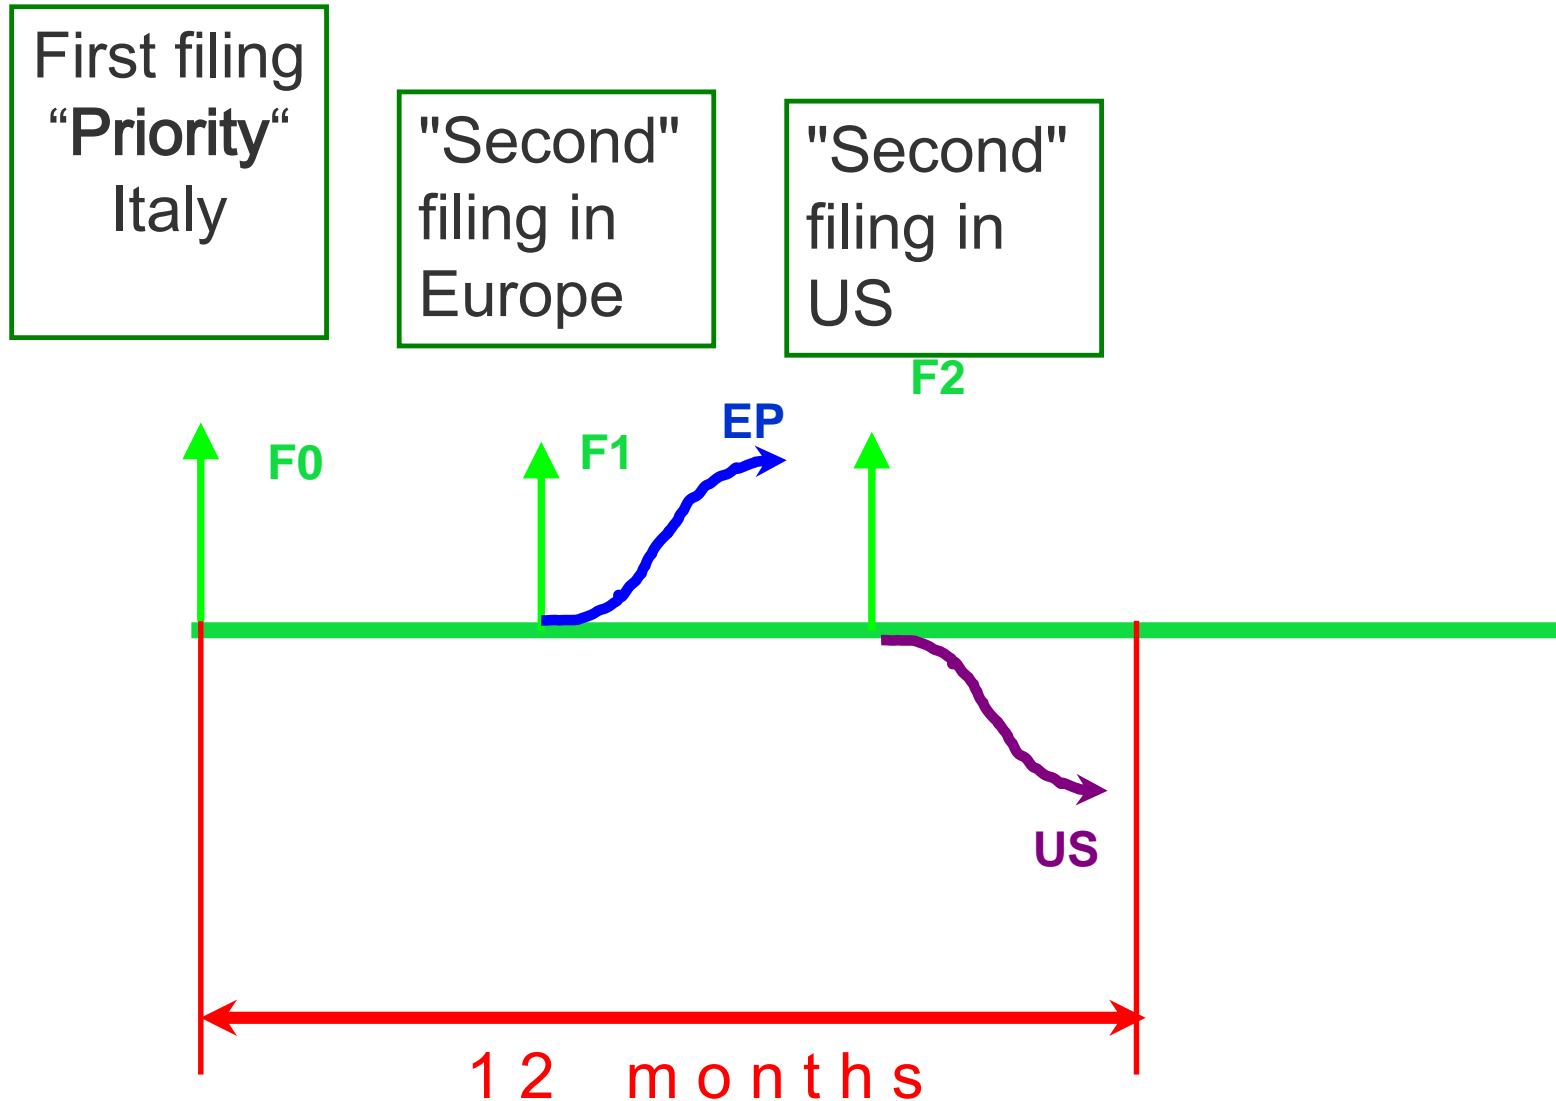 First filing
“Priority“
Italy
"Second"
filing in
Europe
"Second"
filing in
US
F0
F1
EP
F2
US
12 months